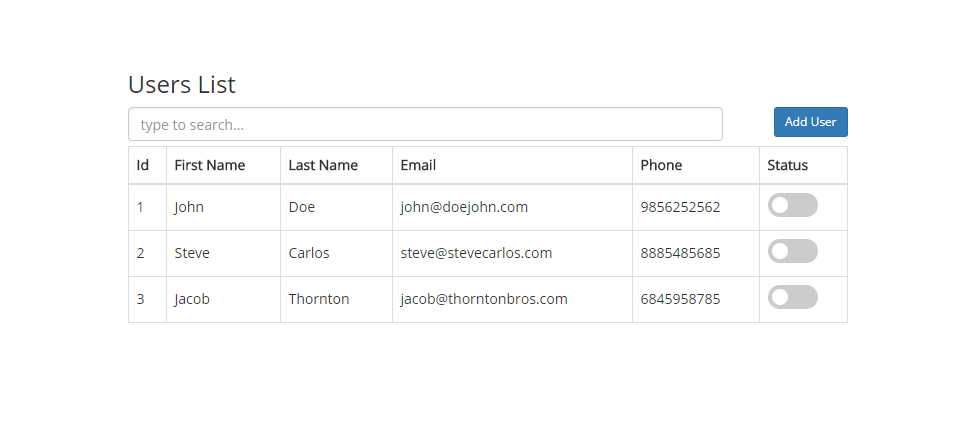 Users List
type to search...
Add User
Id First Name Last Name Email Phone Status
1 John Doe john@doejohn.com 9856252562
2 Steve Carlos steve@stevecarlos.com 8885485685
3 Jacob Thornton jacob@thorntonbros.com 6845958785